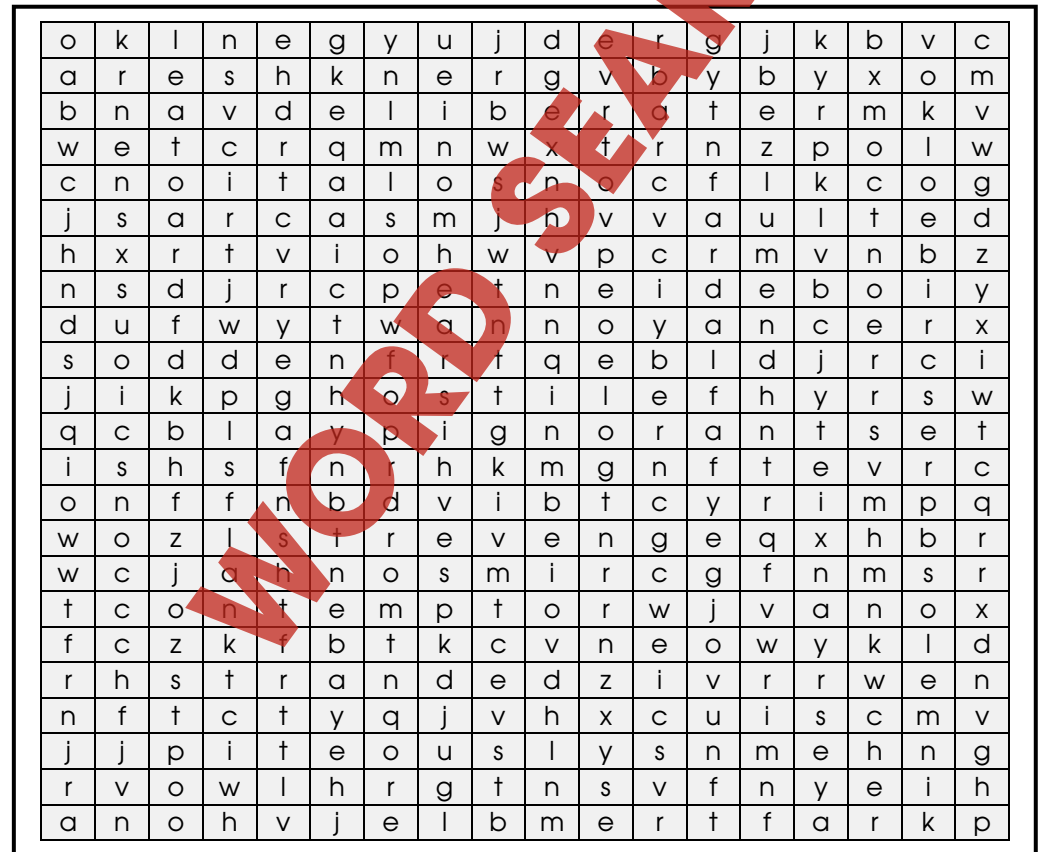 o k l n e g y u j d e r g j k b v c
a r e s h k n e r g v b y b y x o m
b n a v d e l i b e r a t e r m k v
w e t c r q m n w x t r n z p o l w
c n o i t a l o s n o c f l k c o g
j s a r c a s m j h v v a u l t e d
h x r t v i o h w v p c r m v n b z
n s d j r c p e t n e i d e b o i y
d u f w y t w a n n o y a n c e r x
s o d d e n f r f q e b l d j r c i
j i k p g h o s t i l e f h y r s w
q c b l a y p i g n o r a n t s e t
i s h s f n r h k m g n f t e v r c
o n f f n b d v i b t c y r i m p q
w o z l s t r e v e n g e q x h b r
w c j a h n o s m i r c g f n m s r
t c o n t e m p t o r w j v a n o x
f c z k f b t k c v n e o w y k l d
r h s t r a n d e d z i v r r w e n
n f t c t y q j v h x c u i s c m v
j j p i t e o u s l y s n m e h n g
r v o w l h r g t n s v f n y e i h
a n o h v j e l b m e r t f a r k p
WORD SEAR